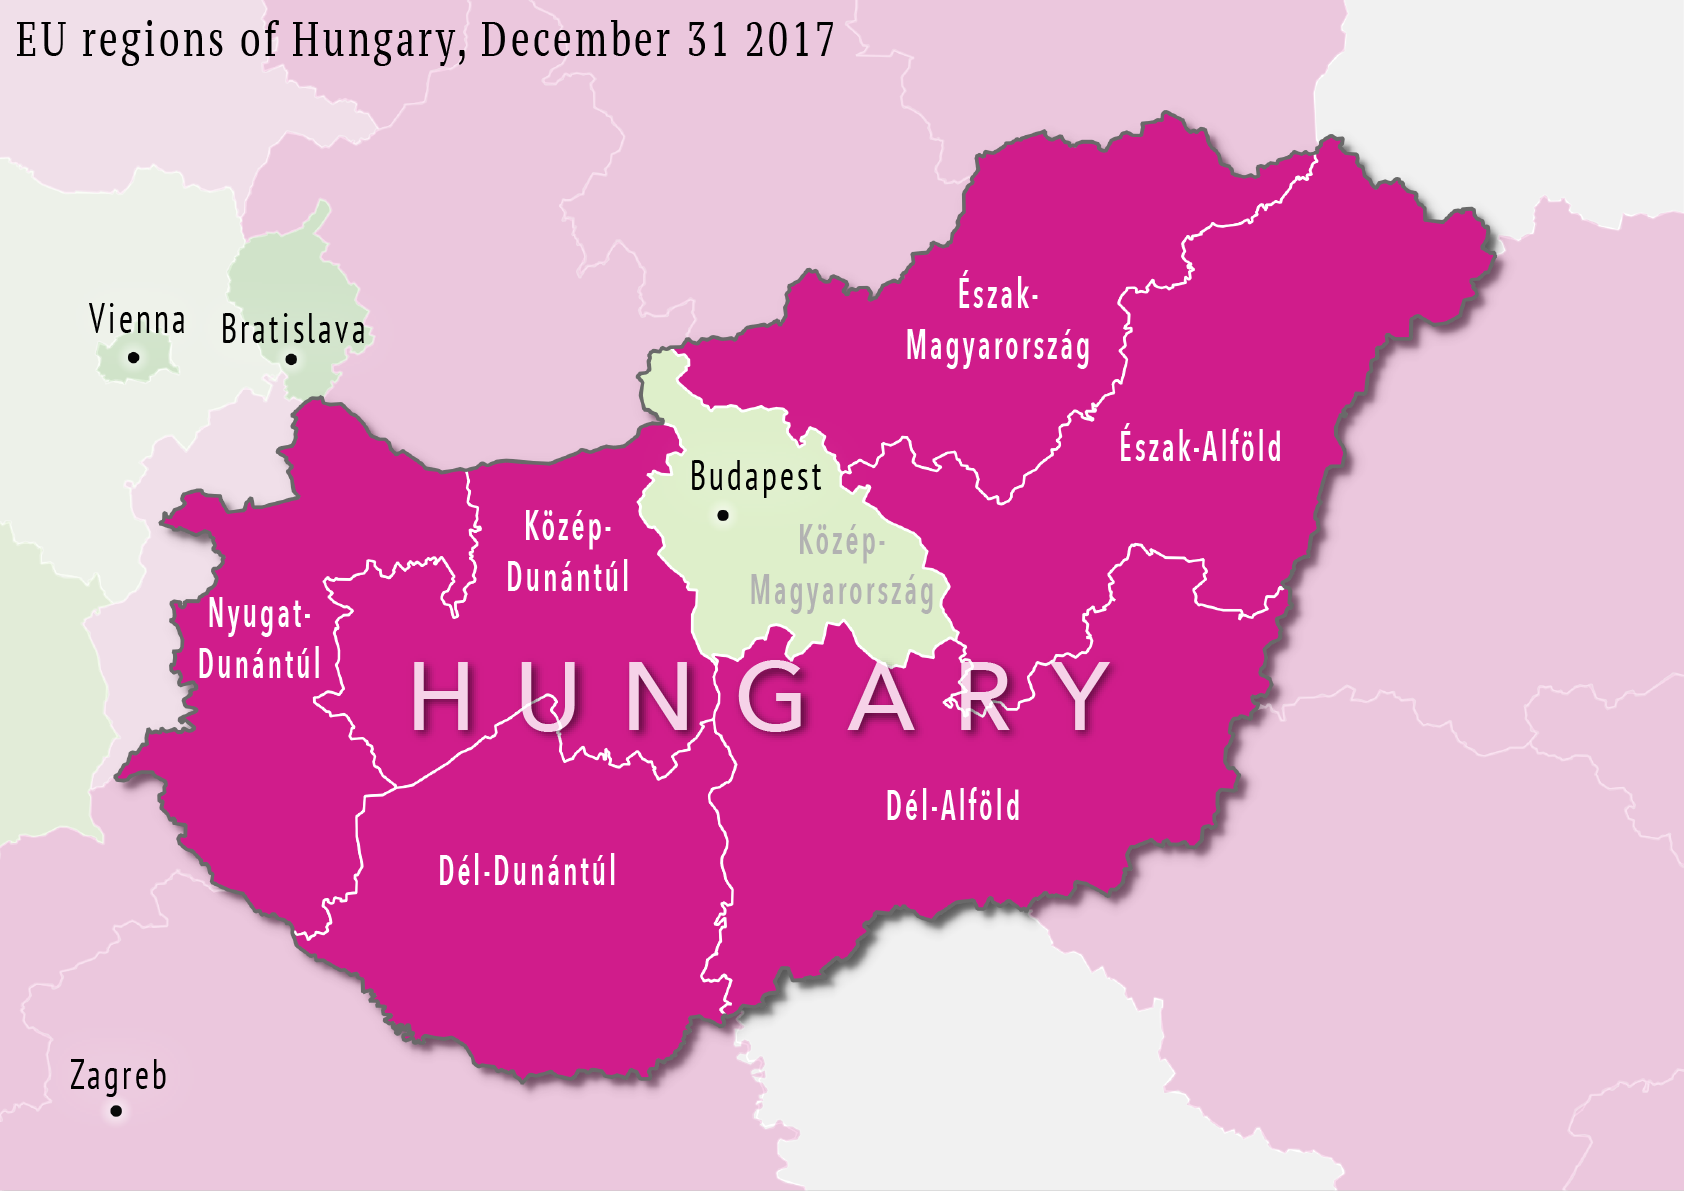 EU regions of Hungary, December 31 2017
Észak-
Magyarország
Vienna
Bratislava
Észak-Alföld
Budapest
Közép-
Dunántúl
Közép-
Magyarország
Nyugat-
Dunántúl
HUNGARY
Dél-Alföld
Dél-Dunántúl
Zagreb